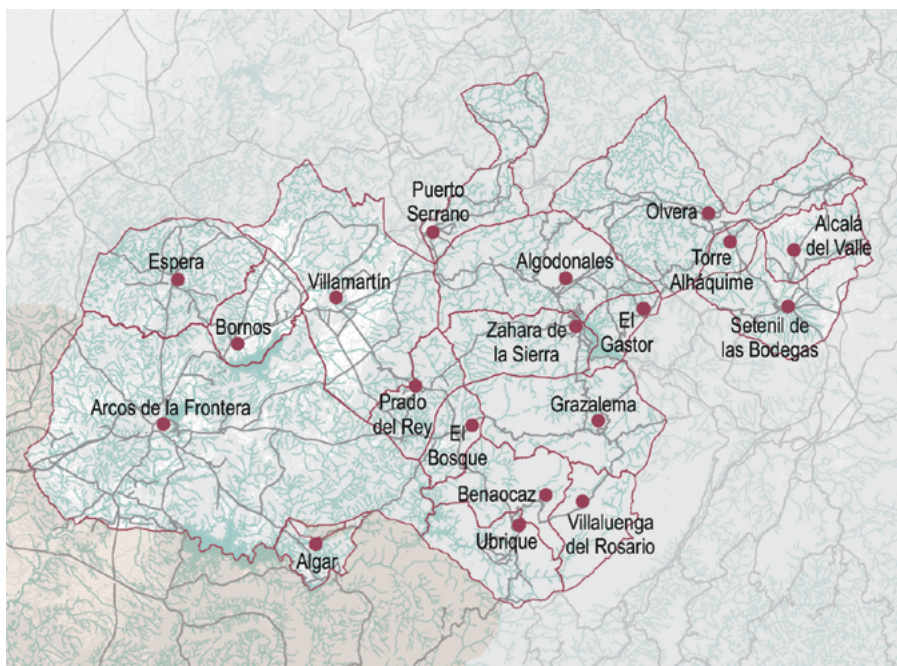 Puerto
Serrano
Olvera
Alcalá
del Valle
Torre
Alháquime
Espera
Villamartín
Algodonales
Bornos
El
Gastor
Setenil de
las Bodegas
Zahara de
la Sierra
Arcos de la Frontera
Prado
del Rey
El
Bosque
Grazalema
Benaocaz
Villaluenga
del Rosario
Ubrique
Algar